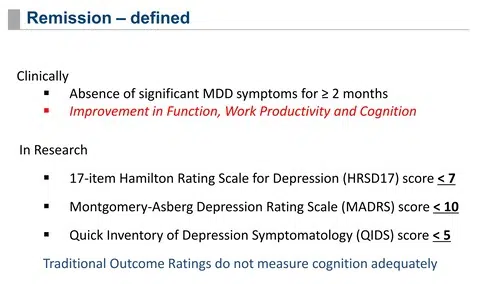 Remission – defined
Clinically
▪ Absence of significant MDD symptoms for ≥ 2 months
▪ Improvement in Function, Work Productivity and Cognition
In Research
▪ 17-item Hamilton Rating Scale for Depression (HRSD17) score < 7
▪ Montgomery-Asberg Depression Rating Scale (MADRS) score < 10
▪ Quick Inventory of Depression Symptomatology (QIDS) score < 5
Traditional Outcome Ratings do not measure cognition adequately